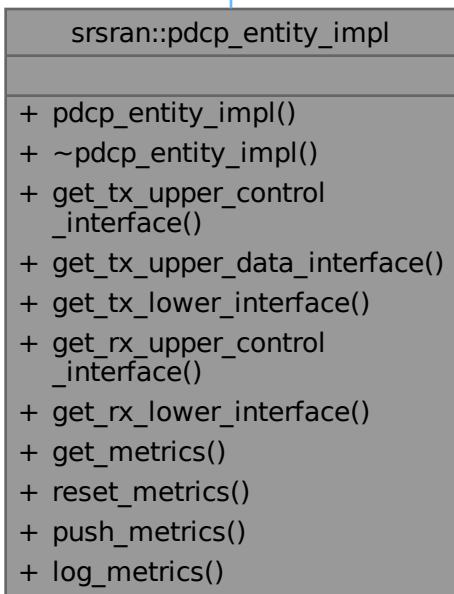 srsran::pdcp_entity_impl
+ pdcp_entity_impl()
+ ~pdcp_entity_impl()
+ get_tx_upper_control
_interface()
+ get_tx_upper_data_interface()
+ get_tx_lower_interface()
+ get_rx_upper_control
_interface()
+ get_rx_lower_interface()
+ get_metrics()
+ reset_metrics()
+ push_metrics()
+ log_metrics()